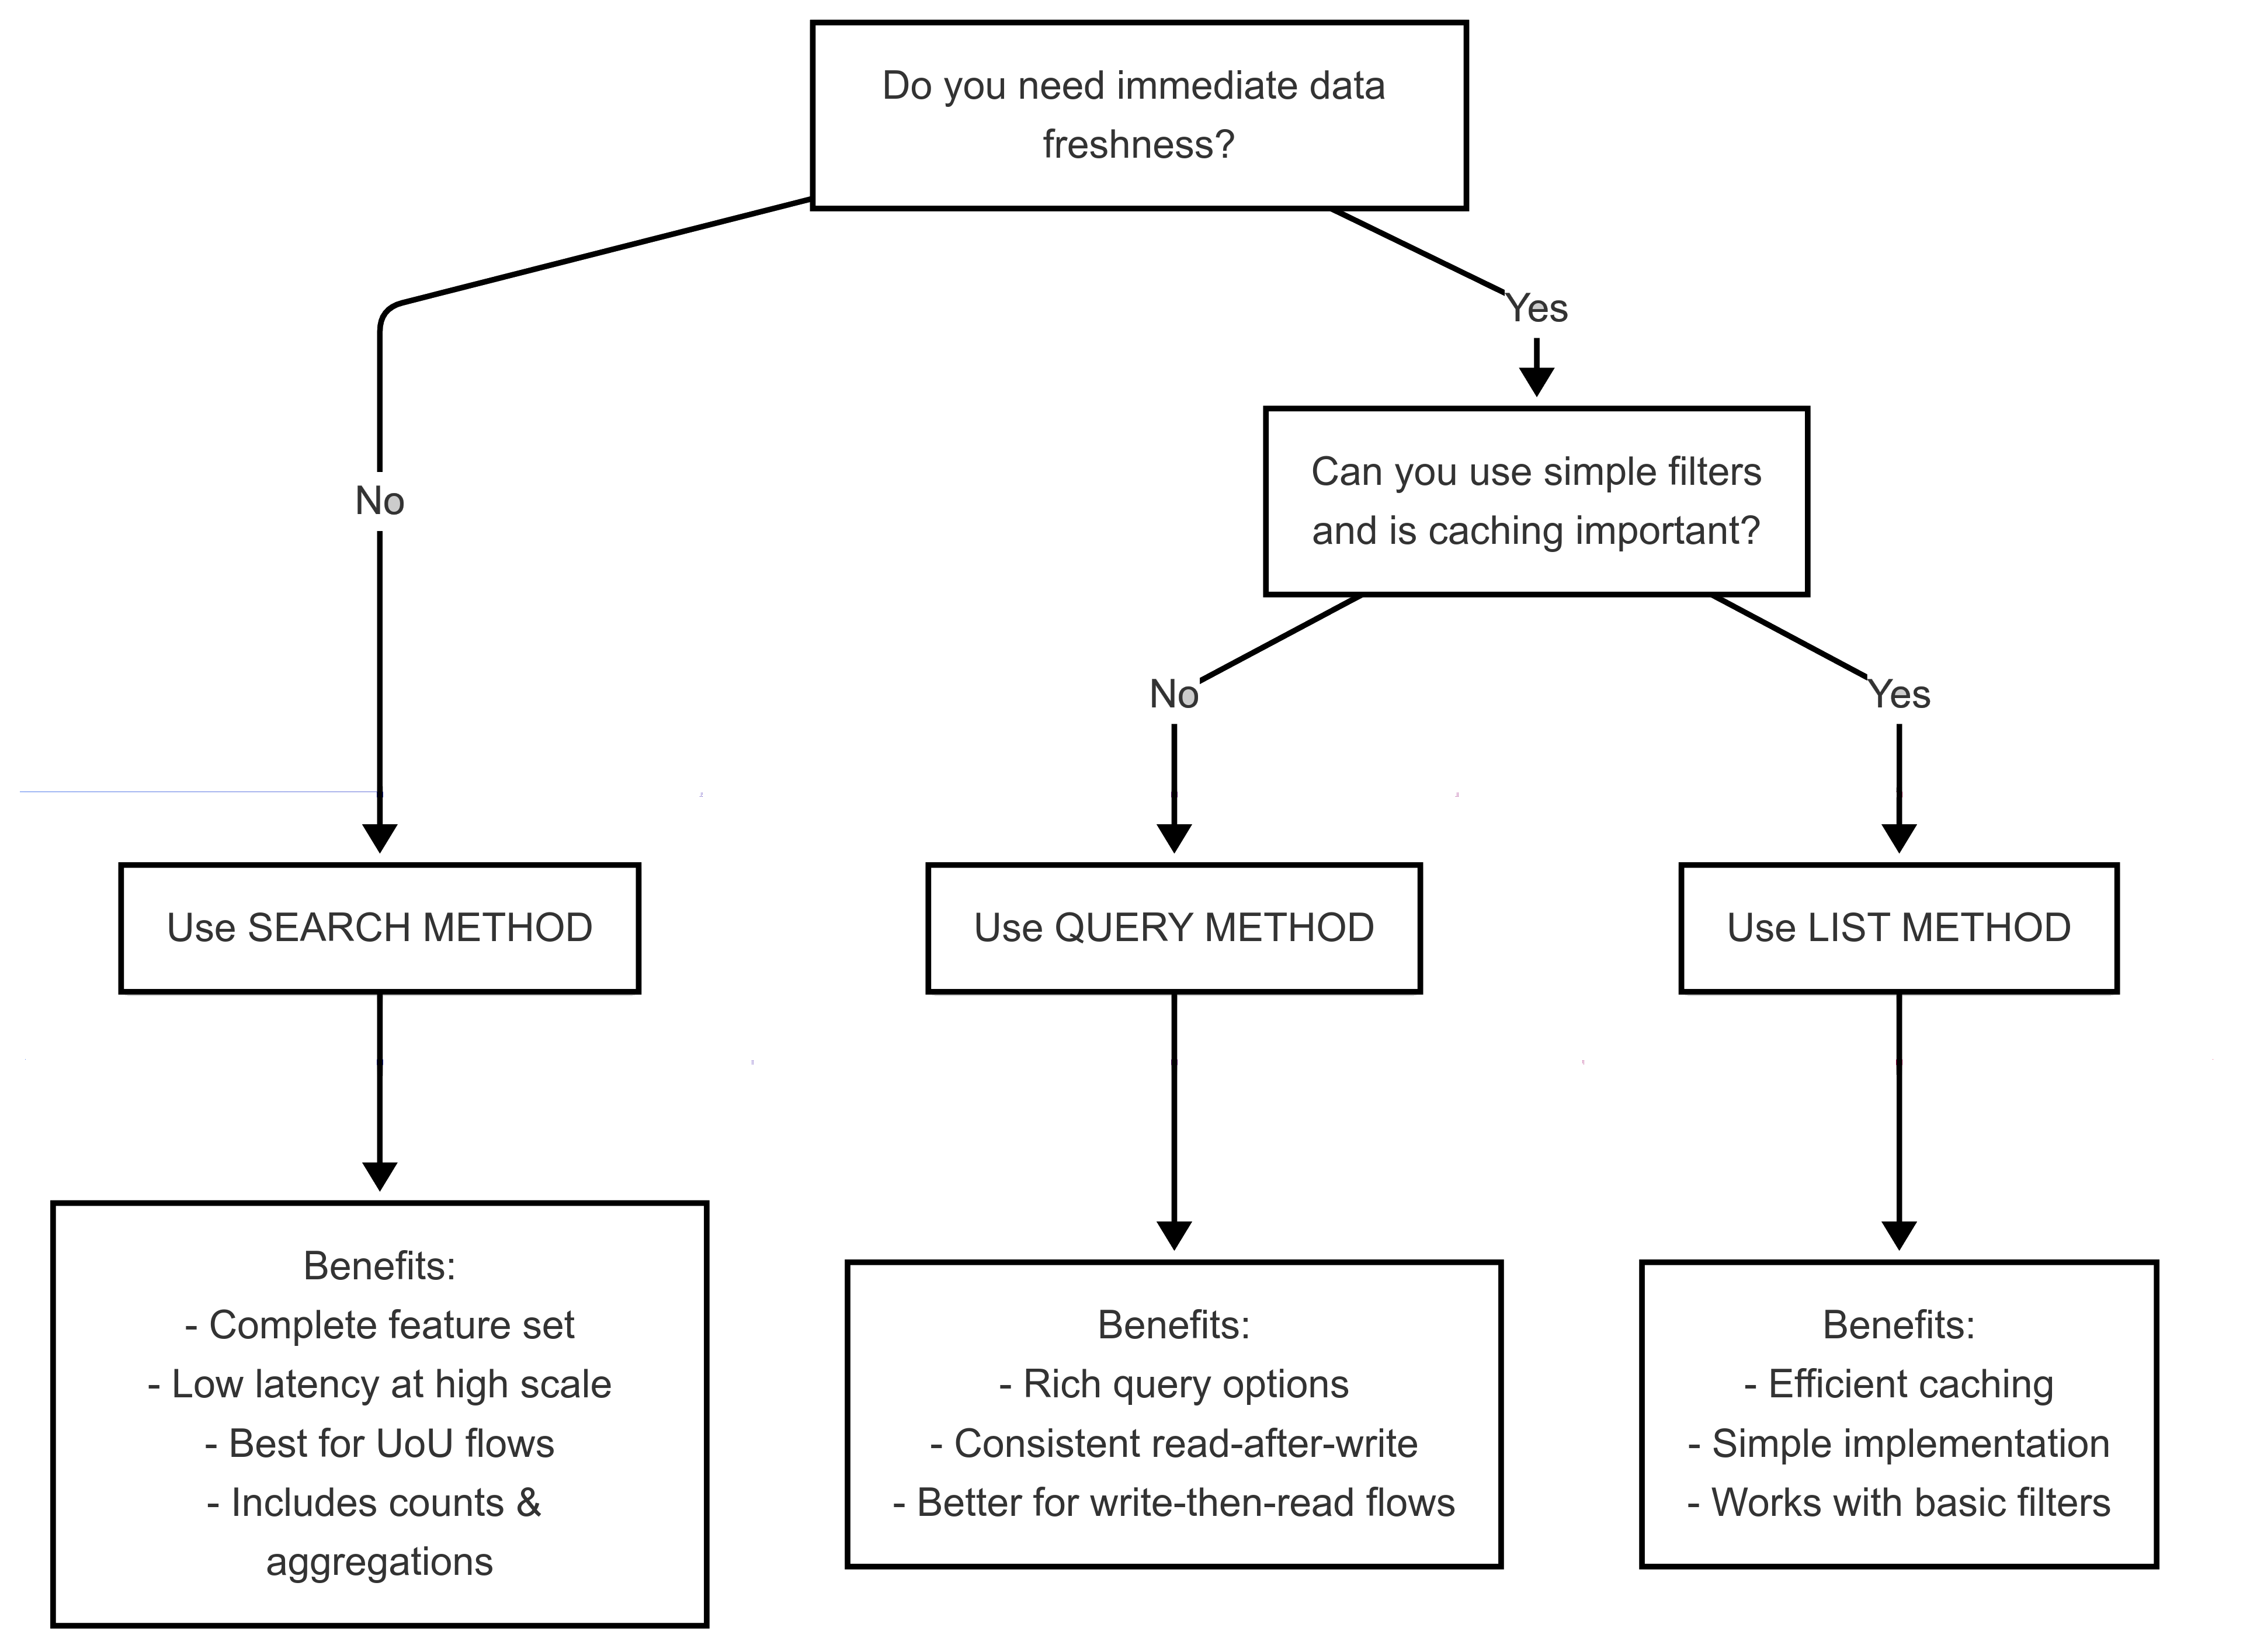 Do you need immediate data
freshness?
Yes
Can you use simple filters
and is caching important?
No
No
Yes
Use SEARCH METHOD
Use QUERY METHOD
Use LIST METHOD
Benefits:
- Complete feature set
- Low latency at high scale
- Best for UoU flows
- Includes counts &
aggregations
Benefits:
- Rich query options
- Consistent read-after-write
- Better for write-then-read flows
Benefits:
- Efficient caching
- Simple implementation
- Works with basic filters